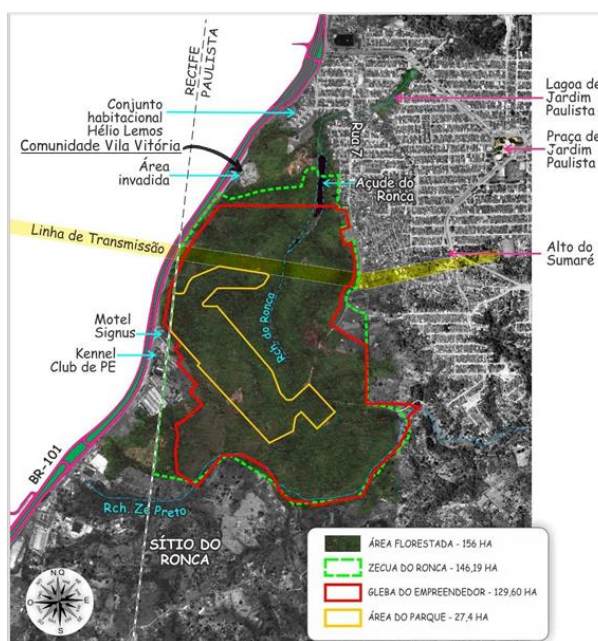 RECIFE
PAULISTA
Conjunto
habitacional
Hélio Lemos
Comunidade Vila Vitória
Área
invadida
Rua 7.
Açude do
Ronca
Lagoa de
Jardim
Paulista
Praça de
Jardim
Paulista
Linha de Transmissão
Alto do
Sumaré
Rch. do Ronca
Motel
Signus
Kennel
Club de PE
BR-101
Rch. Zé Preto
SÍTIO DO
RONCA
ÁREA FLORESTADA - 156 HA
ZECUA DO RONCA - 146,19 HA
GLEBA DO EMPREENDEDOR - 129,60 HA
ÁREA DO PARQUE - 27,4 HA
N.Q
O
E
S